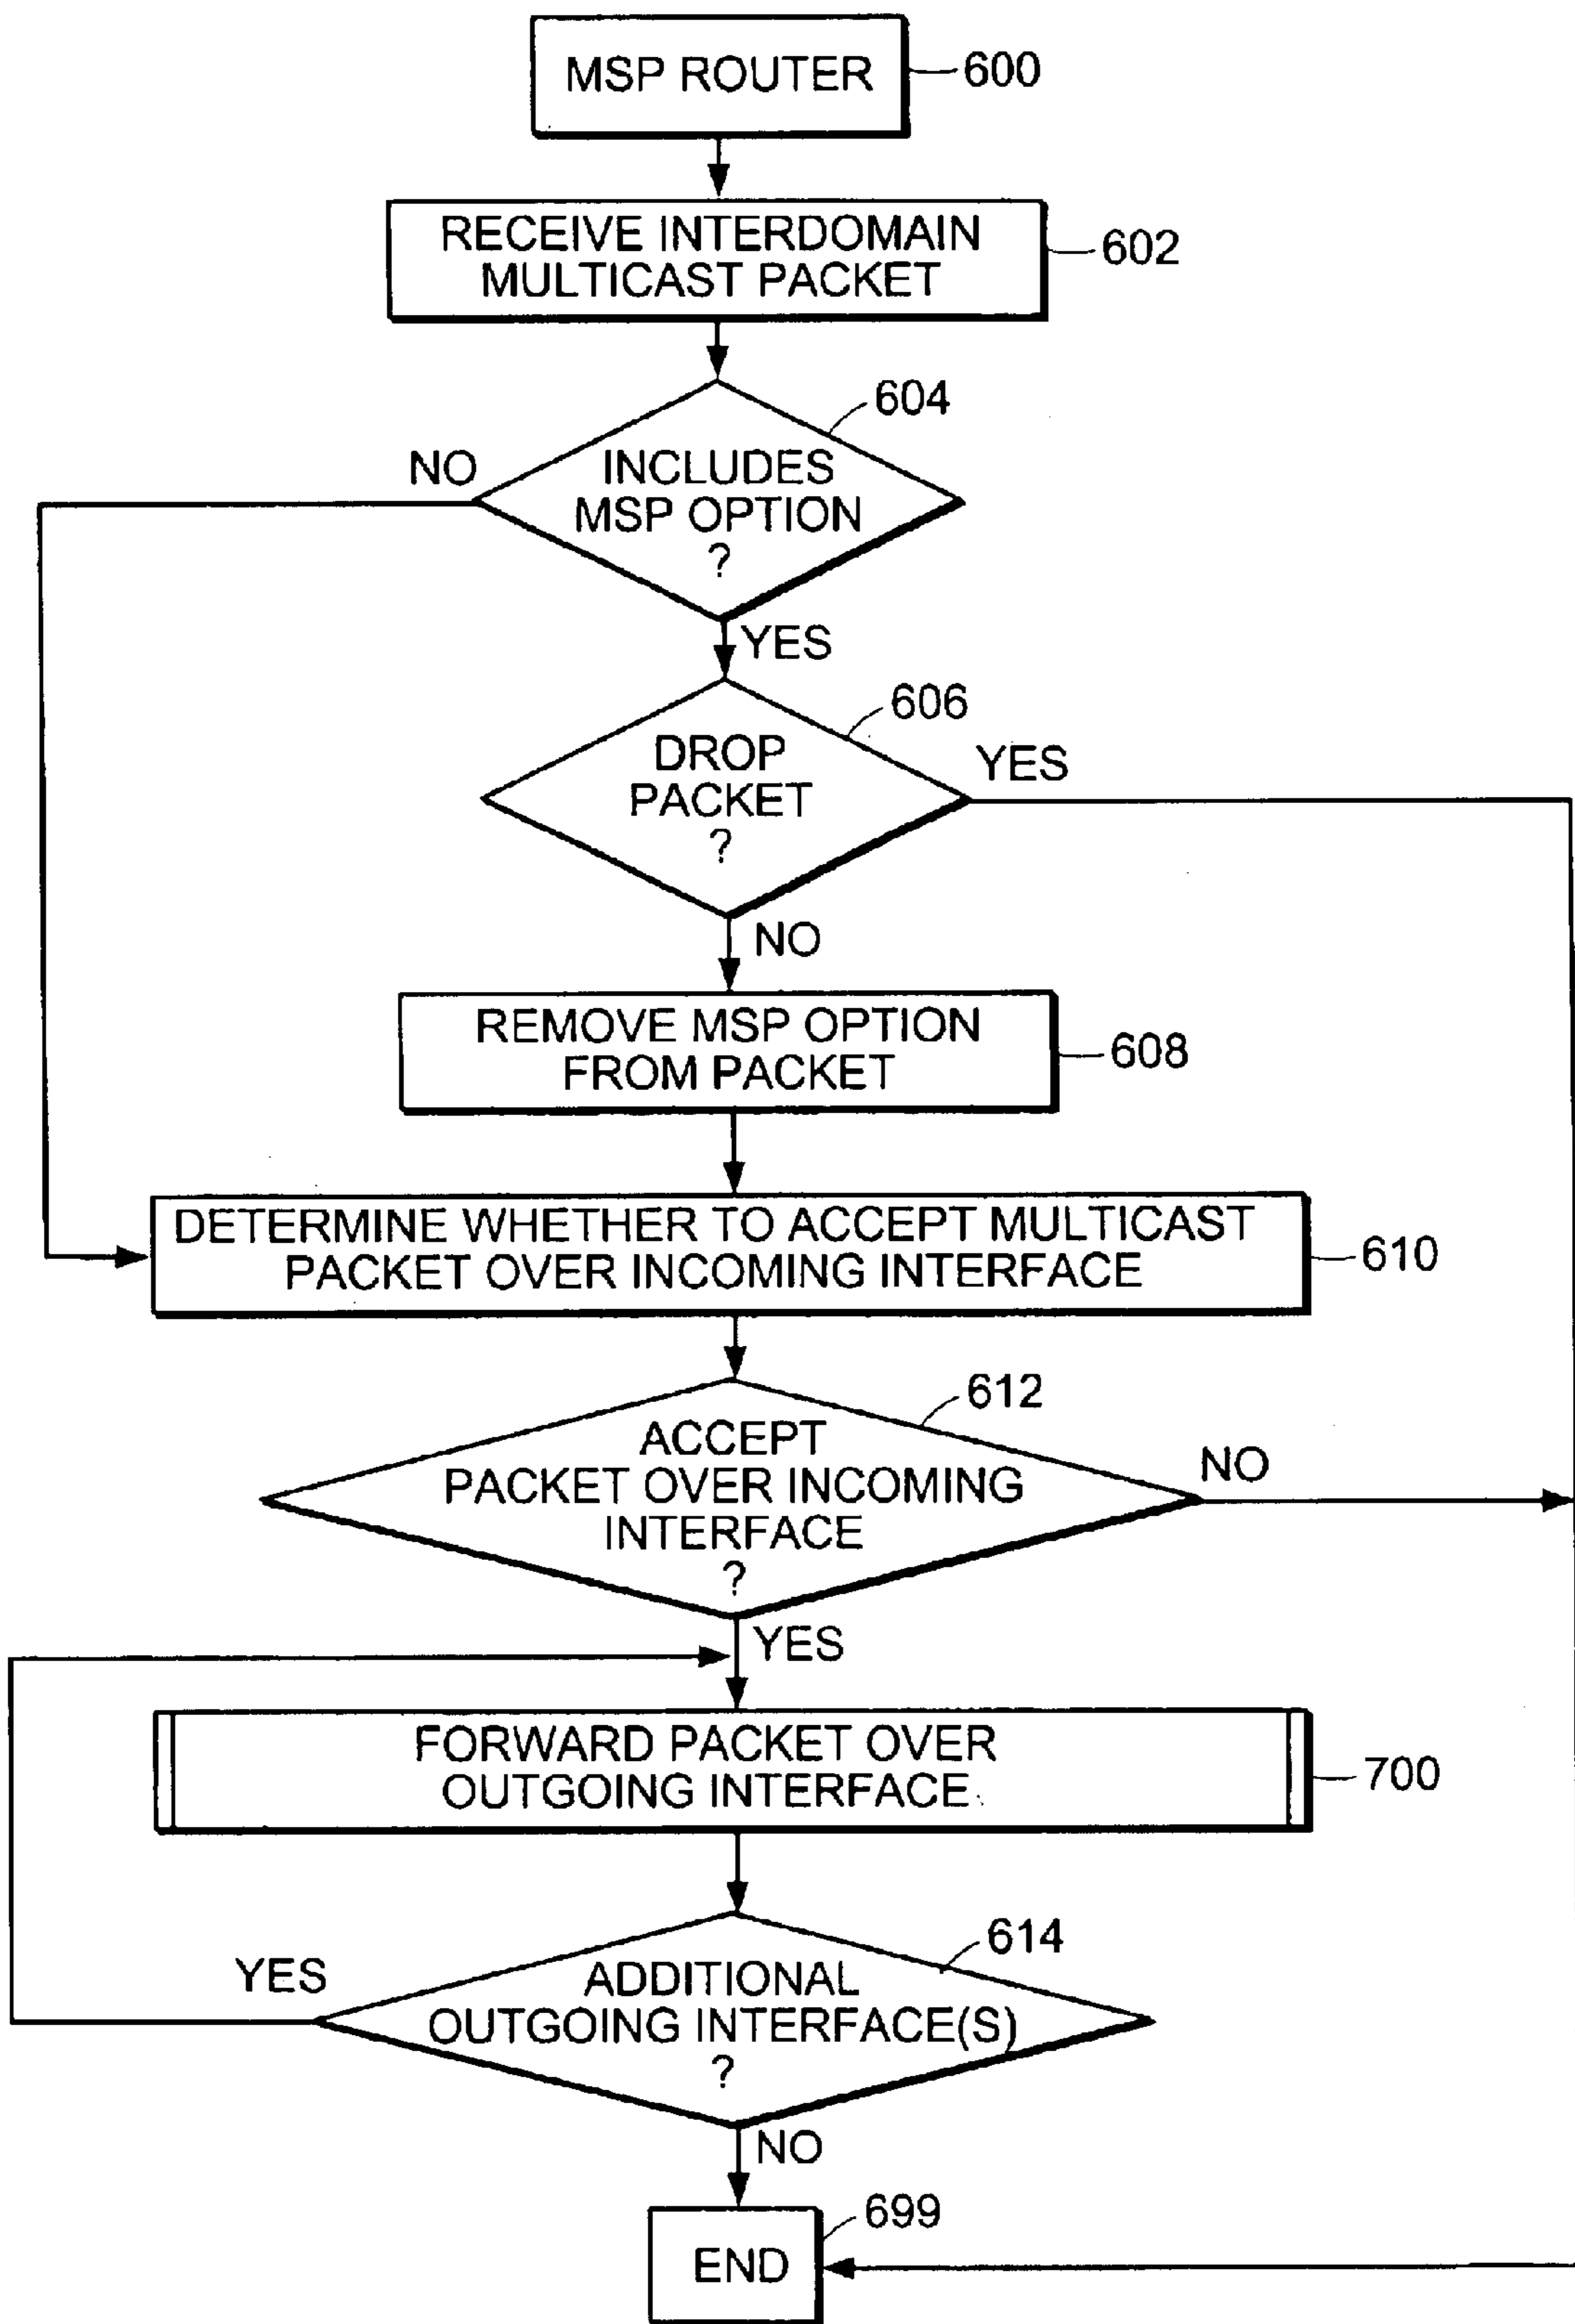 MSP ROUTER
600
RECEIVE INTERDOMAIN
MULTICAST PACKET
602
604
NO
INCLUDES
MSP OPTION
?
YES
606
DROP
PACKET
?
YES
NO
REMOVE MSP OPTION
FROM PACKET
608
DETERMINE WHETHER TO ACCEPT MULTICAST
PACKET OVER INCOMING INTERFACE
610
612
ACCEPT
PACKET OVER INCOMING
INTERFACE
?
NO
YES
FORWARD PACKET OVER
OUTGOING INTERFACE
700
614
YES
ADDITIONAL
OUTGOING INTERFACE(S)
?
NO
699
END